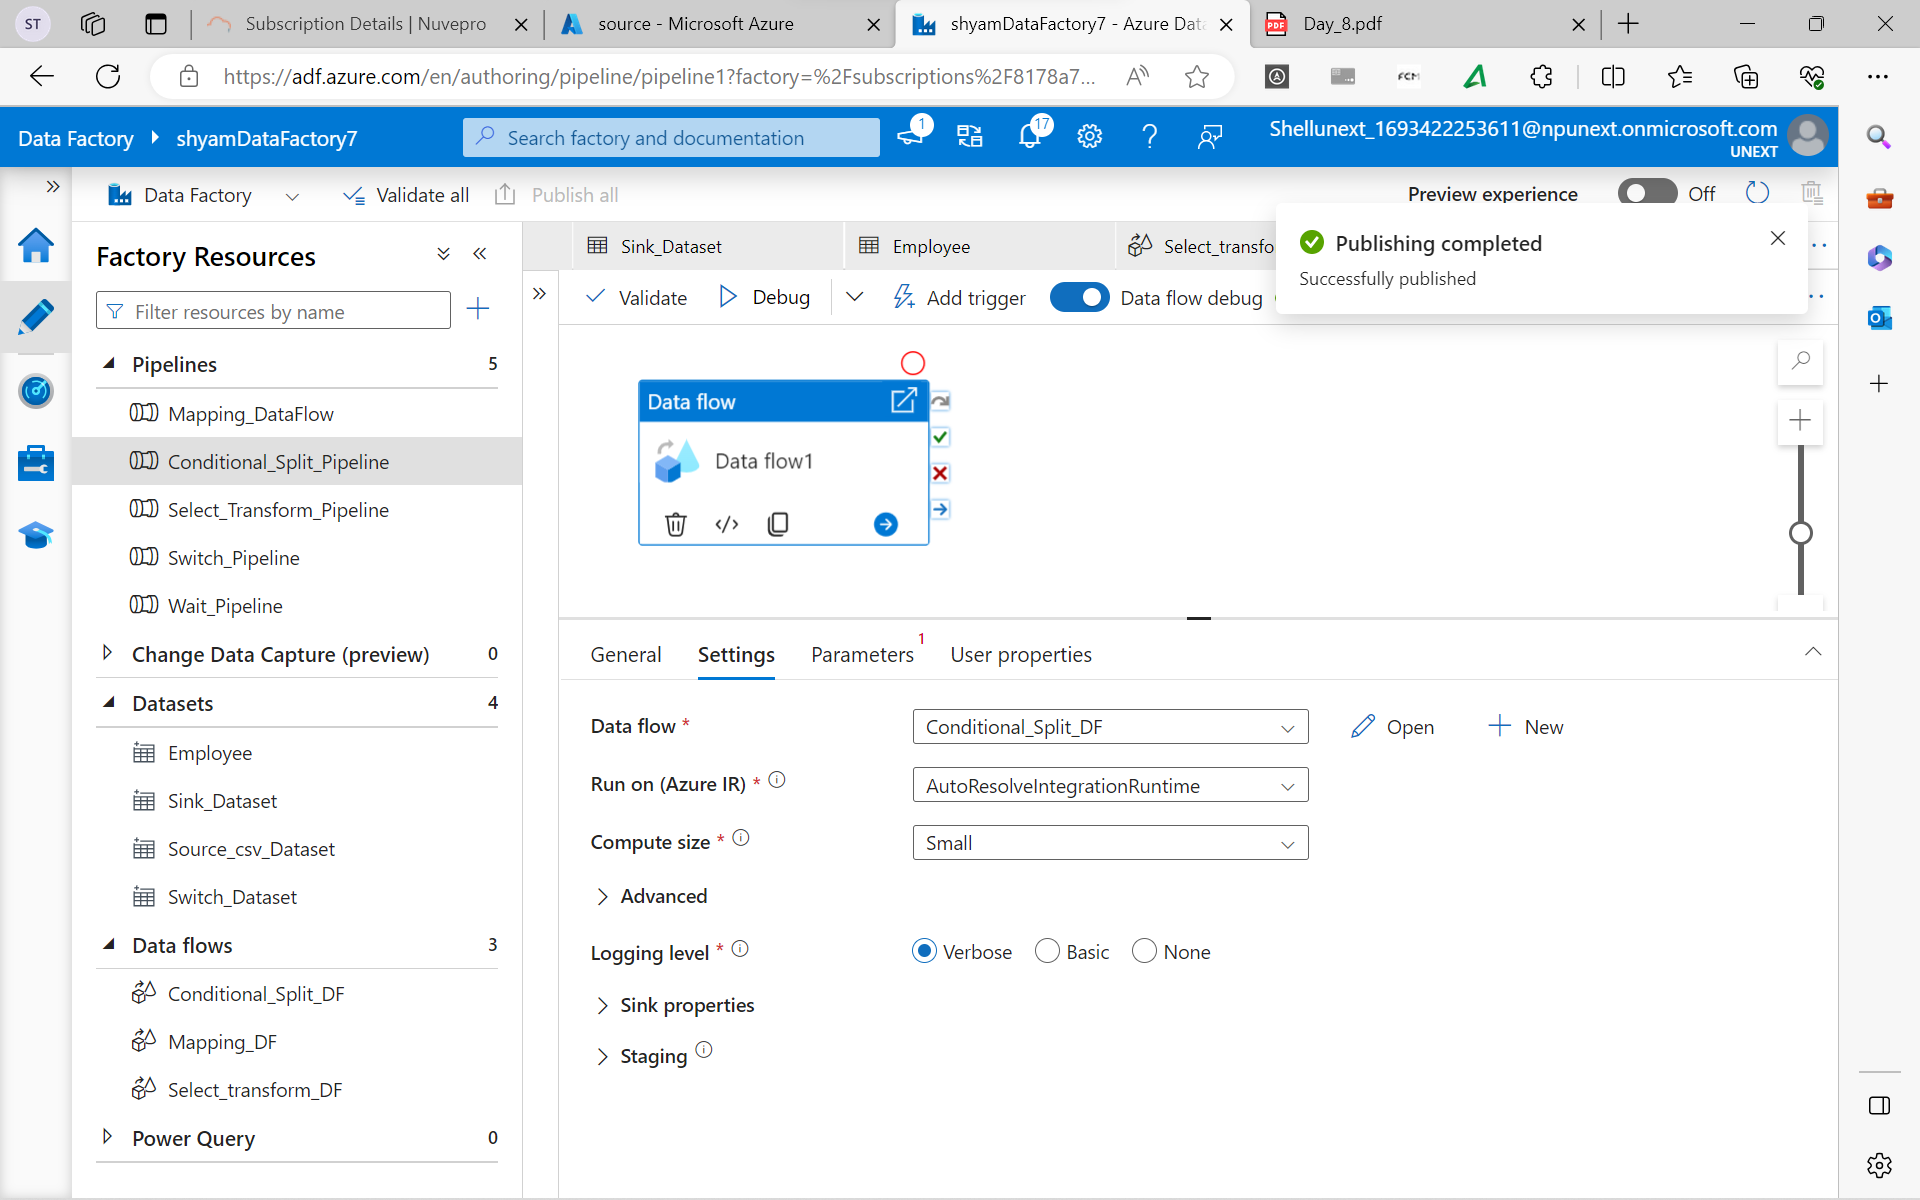 ST
Subscription Details | Nuvepro
source - Microsoft Azure
shyamDataFactory7 - Azure Data
PDF
Day_8.pdf
https://adf.azure.com/en/authoring/pipeline/pipeline1?factory=%2Fsubscriptions%2F8178a7...
A
FCM
Data Factory
shyamDataFactory7
Search factory and documentation
1
17
Shellunext_1693422253611@npunext.onmicrosoft.com
UNEXT
Data Factory
Validate all
Publish all
Preview experience
Off
Factory Resources
Filter resources by name
Pipelines 5
Mapping_DataFlow
Conditional_Split_Pipeline
Select_Transform_Pipeline
Switch_Pipeline
Wait_Pipeline
Change Data Capture (preview) 0
Datasets 4
Employee
Sink_Dataset
Source_csv_Dataset
Switch_Dataset
Data flows 3
Conditional_Split_DF
Mapping_DF
Select_transform_DF
Power Query 0
Sink_Dataset
Employee
Select_transfo
Publishing completed
Successfully published
Validate
Debug
Add trigger
Data flow debug
Data flow
Data flow1
General
Settings
Parameters
1
User properties
Data flow *
Conditional_Split_DF
Open
New
Run on (Azure IR) *
AutoResolveIntegrationRuntime
Compute size *
Small
Advanced
Logging level *
Verbose
Basic
None
Sink properties
Staging